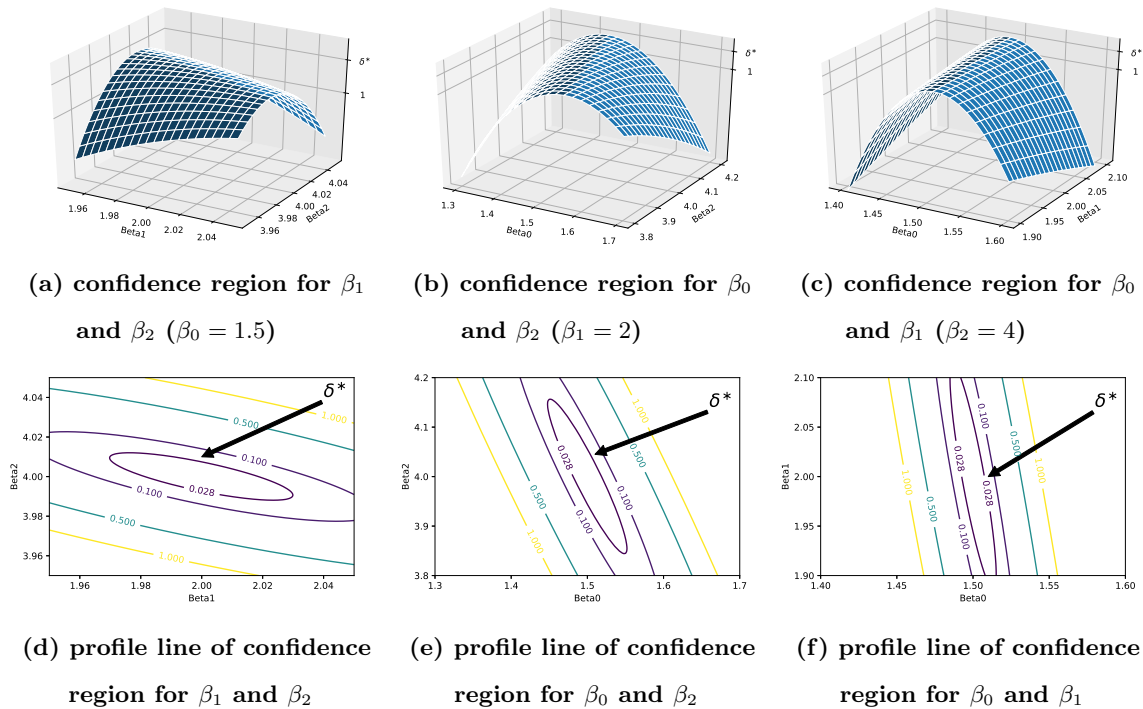 δ*
1
1.96
1.98
2.00
2.02
2.04
Beta1
3.96
3.98
4.00
4.02
4.04
Beta2
δ*
1
1.3
1.4
1.5
1.6
1.7
Beta0
3.8
3.9
4.0
4.1
4.2
Beta2
δ*
1
1.40
1.45
1.50
1.55
1.60
Beta0
1.90
1.95
2.00
2.05
2.10
Beta1
(a) confidence region for β₁
and β₂ (β₀ = 1.5)
(b) confidence region for β₀
and β₂ (β₁ = 2)
(c) confidence region for β₀
and β₁ (β₂ = 4)
4.04
4.02
4.00
3.98
3.96
Beta2
1.96
1.98
2.00
2.02
2.04
Beta1
δ*
1.000
0.500
0.100
0.028
0.100
0.500
1.000
4.2
4.1
4.0
3.9
3.8
Beta2
1.3
1.4
1.5
1.6
1.7
Beta0
δ*
1.000
0.500
0.028
0.100
0.100
0.500
1.000
2.10
2.05
2.00
1.95
1.90
Beta1
1.40
1.45
1.50
1.55
1.60
Beta0
δ*
0.100
0.500
0.028
0.028
1.000
1.000
0.500
0.100
(d) profile line of confidence
region for β₁ and β₂
(e) profile line of confidence
region for β₀ and β₂
(f) profile line of confidence
region for β₀ and β₁